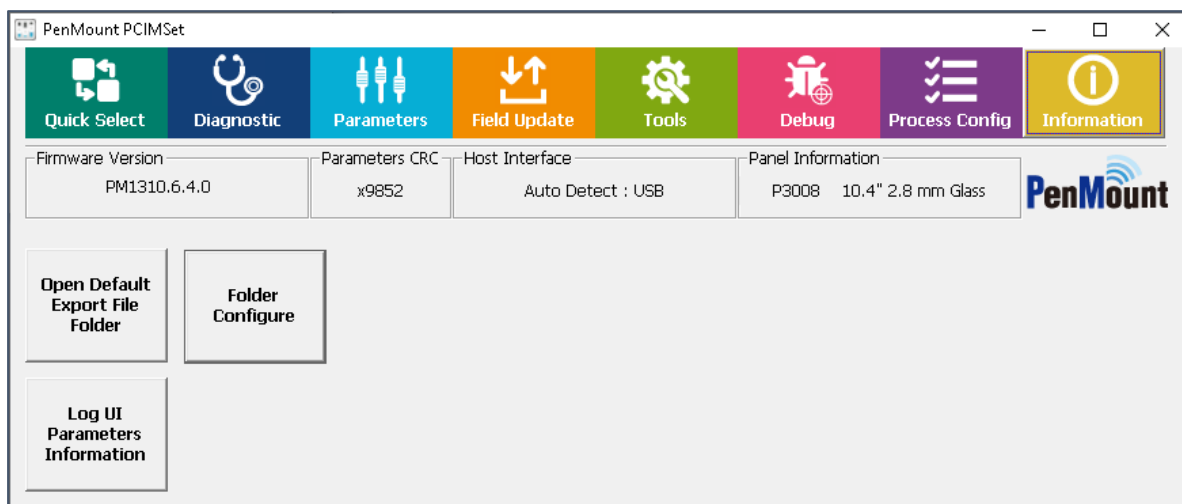 PenMount PCIMSet
Quick Select Diagnostic Parameters Field Update Tools Debug Process Config Information
Firmware Version Parameters CRC Host Interface Panel Information
PM1310.6.4.0 x9852 Auto Detect : USB P3008 10.4" 2.8 mm Glass
PenMount
Open Default
Export File
Folder
Folder
Configure
Log UI
Parameters
Information